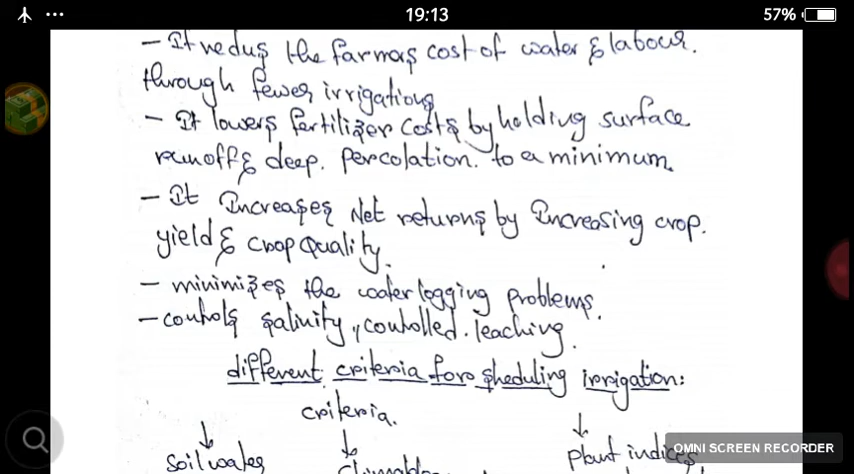 19:13
57%
- It redus the farmars cost of water & labour.
through fewer irrigations
- It lowers fertilizer costs by holding surface
runoff & deep. percolation. to a minimum.
- It Increases Net returns by Increasing crop.
yield & crop quality.
- minimizes the water logging problems.
- controls salinity, controlled. leaching.
different criteria for sheduling irrigation:
criteria.
Soil water
plant indices
OMNI SCREEN RECORDER